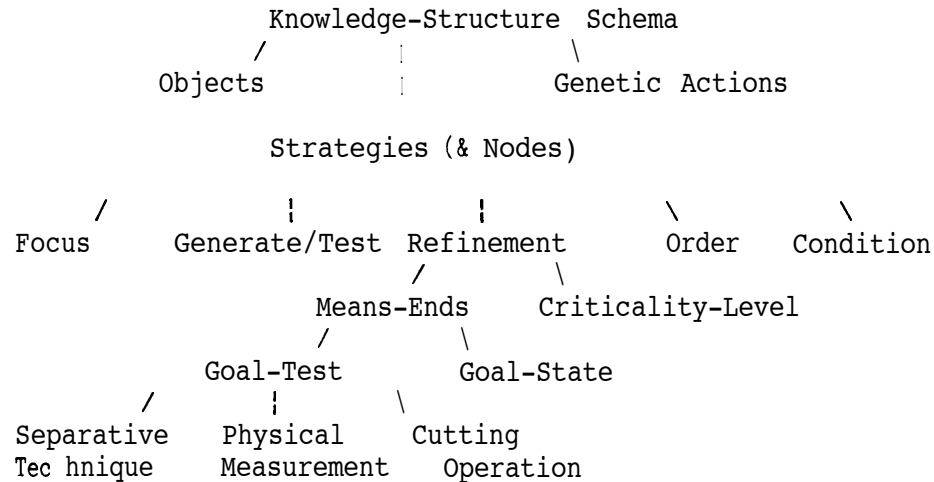 Knowledge-Structure Schema
Objects Genetic Actions
Strategies (& Nodes)
Focus Generate/Test Refinement Order Condition
Means-Ends Criticality-Level
Goal-Test Goal-State
Separative Physical Cutting
Tec hnique Measurement Operation